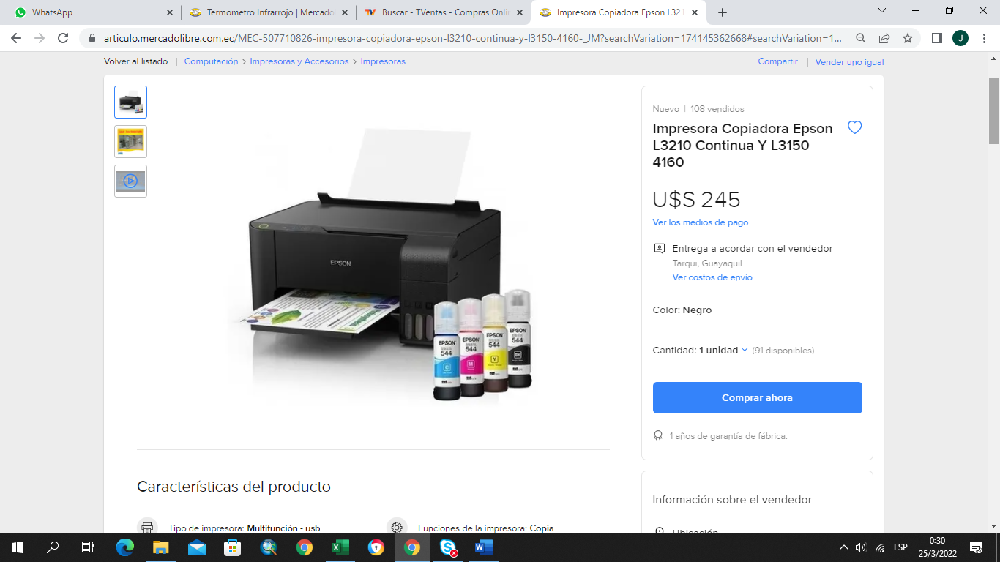 WhatsApp
Termometro Infrarrojo | Mercado
Buscar - TVentas - Compras Onlin
Impresora Copiadora Epson L321
articulo.mercadolibre.com.ec/MEC-507710826-impresora-copiadora-epson-l3210-continua-y-l3150-4160-_JM?searchVariation=174145362668#searchVariation=1...
J
Volver al listado | Computación > Impresoras y Accesorios > Impresoras
Compartir | Vender uno igual
Nuevo | 108 vendidos
Impresora Copiadora Epson
L3210 Continua Y L3150
4160
U$S 245
Ver los medios de pago
Entrega a acordar con el vendedor
Tarqui, Guayaquil
Ver costos de envío
Color: Negro
Cantidad: 1 unidad (91 disponibles)
Comprar ahora
1 años de garantía de fábrica.
EPSON
EPSON
544
C
EPSON
544
M
EPSON
544
Y
EPSON
544
BK
Características del producto
Tipo de impresora: Multifunción - usb
Funciones de la impresora: Copia
Información sobre el vendedor
Ubicación
ESP
0:30
25/3/2022